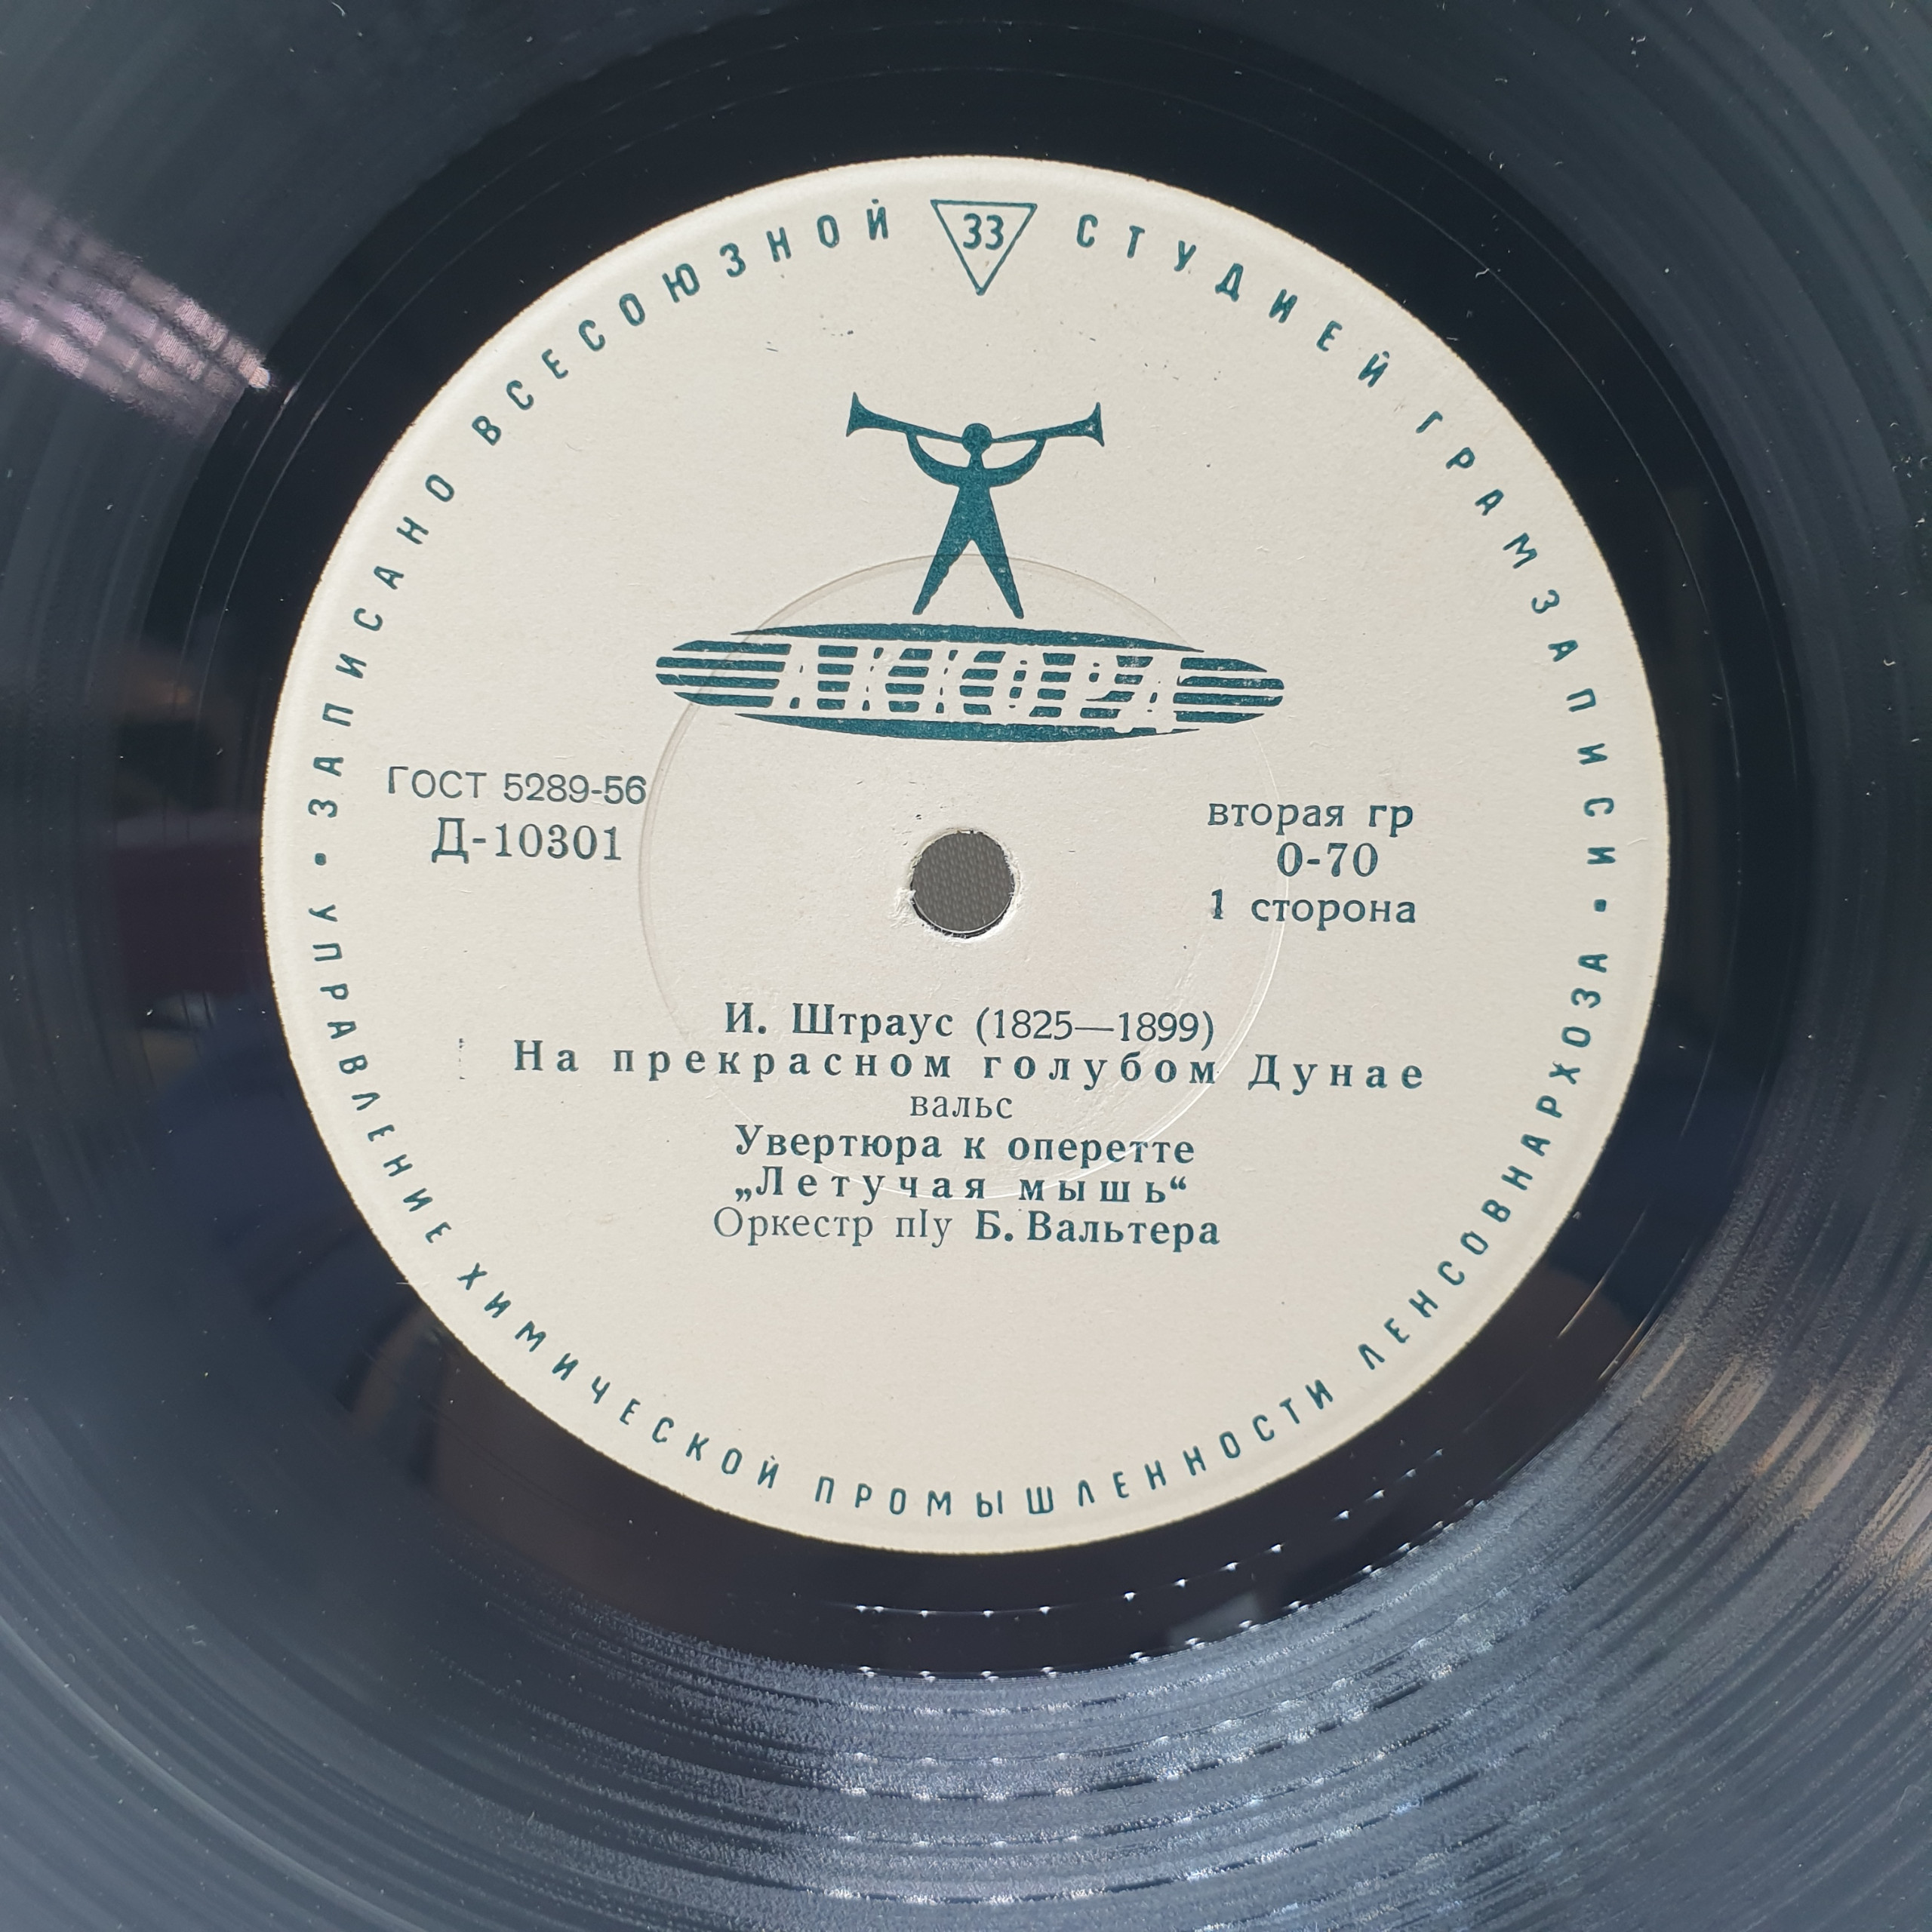 ЗАПИСАНО ВСЕСОЮЗНОЙ СТУДИЕЙ ГРАМЗАПИСИ •
33
АККОРД
ГОСТ 5289-56
Д-10301
вторая гр
0-70
1 сторона
И. Штраус (1825—1899)
На прекрасном голубом Дунае
вальс
Увертюра к оперетте
„Летучая мышь“
Оркестр п/у Б. Вальтера
УПРАВЛЕНИЕ ХИМИЧЕСКОЙ ПРОМЫШЛЕННОСТИ ЛЕНСОВНАРХОЗА •